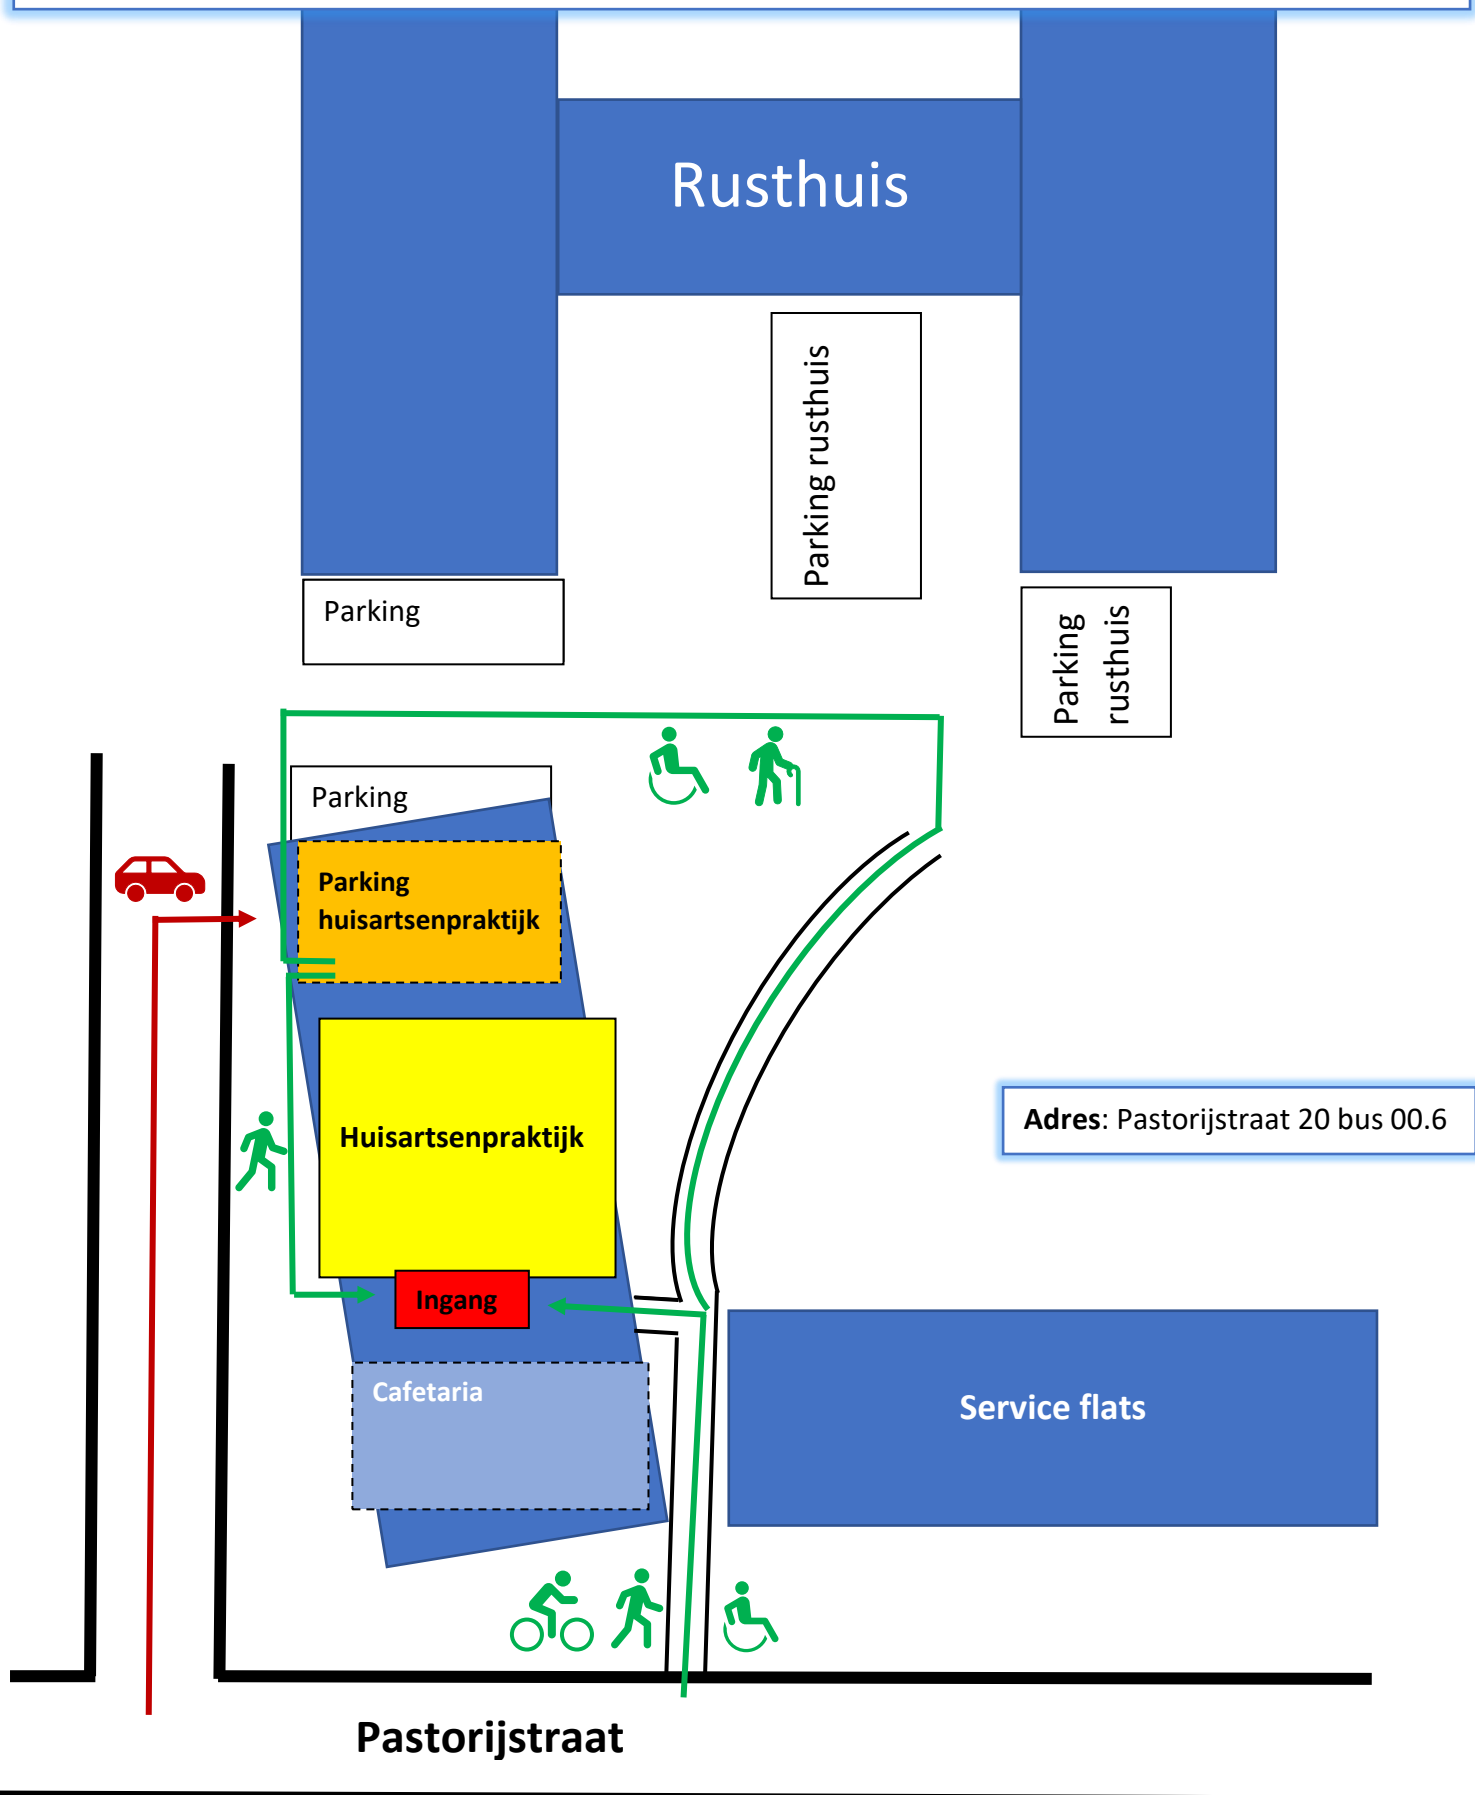 Rusthuis
Parking rusthuis
Parking
Parking
rusthuis
Parking
Parking
huisartsenpraktijk
Huisartsenpraktijk
Adres: Pastorijstraat 20 bus 00.6
Ingang
Cafetaria
Service flats
Pastorijstraat